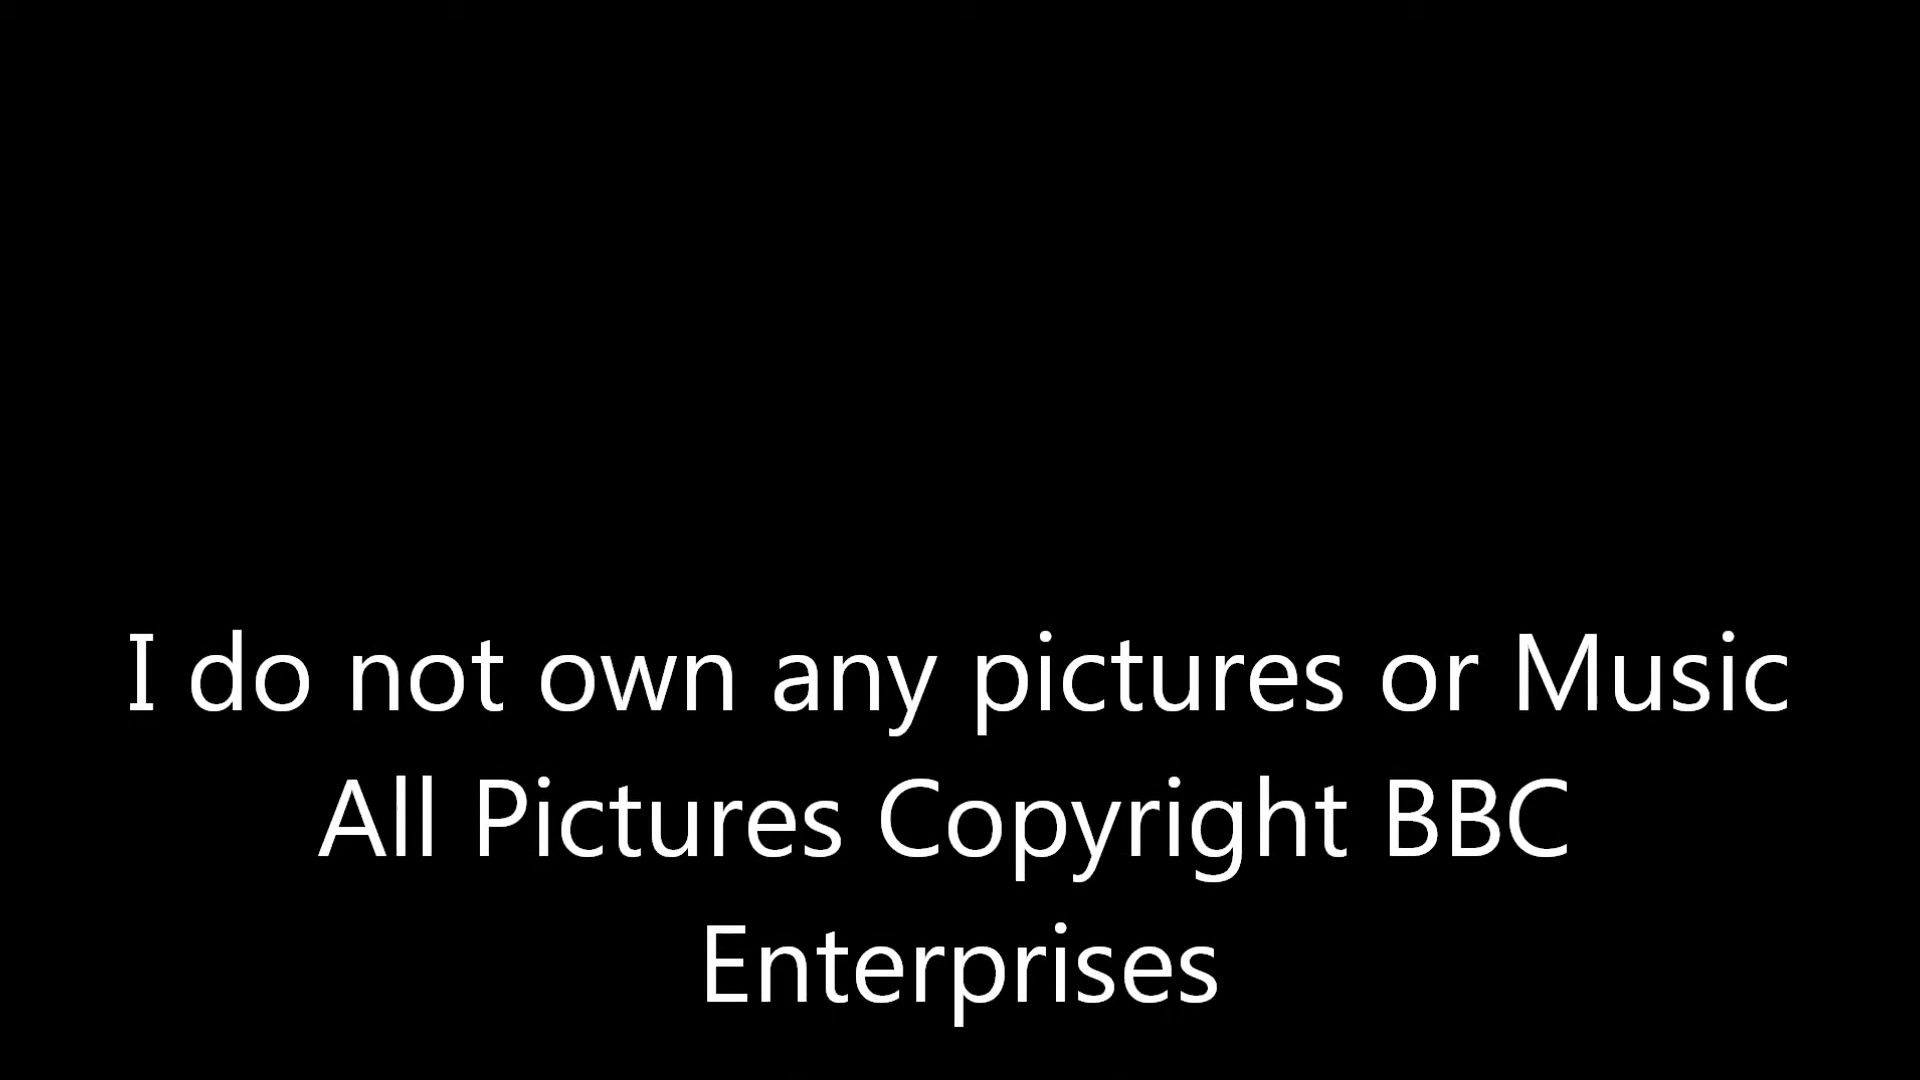 I do not own any pictures or Music
All Pictures Copyright BBC
Enterprises